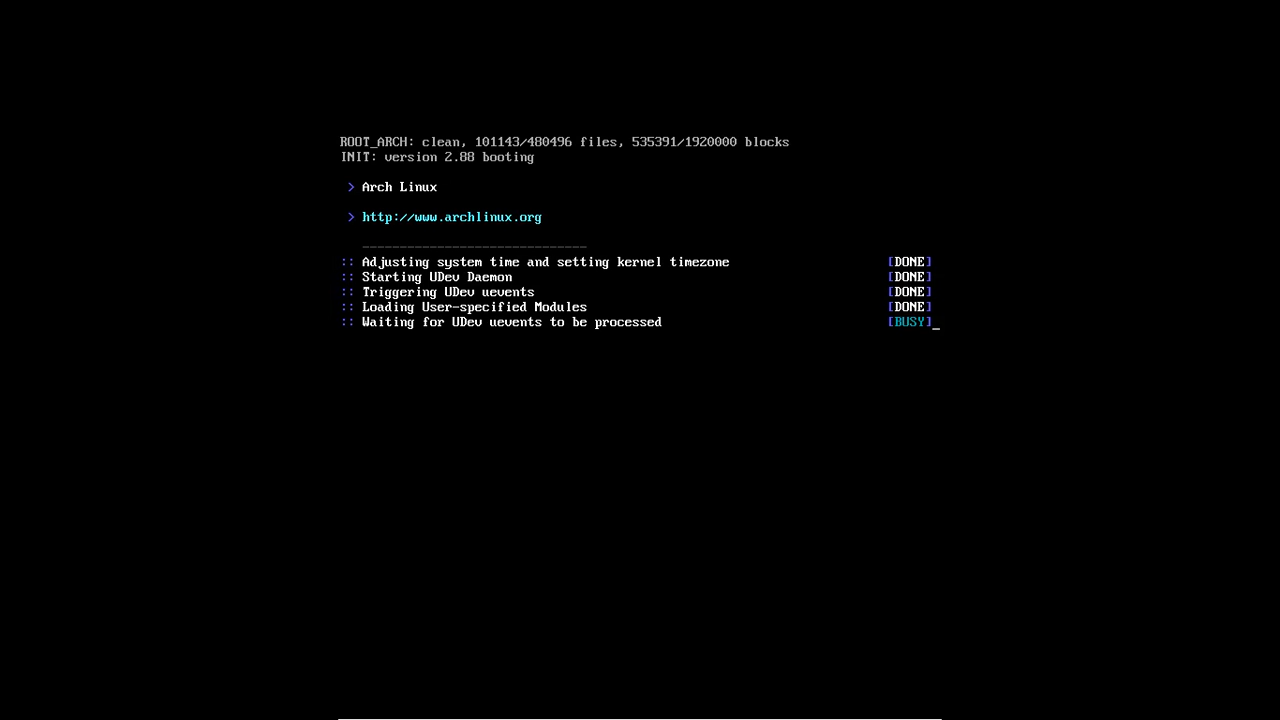 ROOT_ARCH: clean, 101143/480496 files, 535391/1920000 blocks
INIT: version 2.88 booting
> Arch Linux
> http://www.archlinux.org
______________________________
:: Adjusting system time and setting kernel timezone [DONE]
:: Starting UDev Daemon [DONE]
:: Triggering UDev uevents [DONE]
:: Loading User-specified Modules [DONE]
:: Waiting for UDev uevents to be processed [BUSY]_